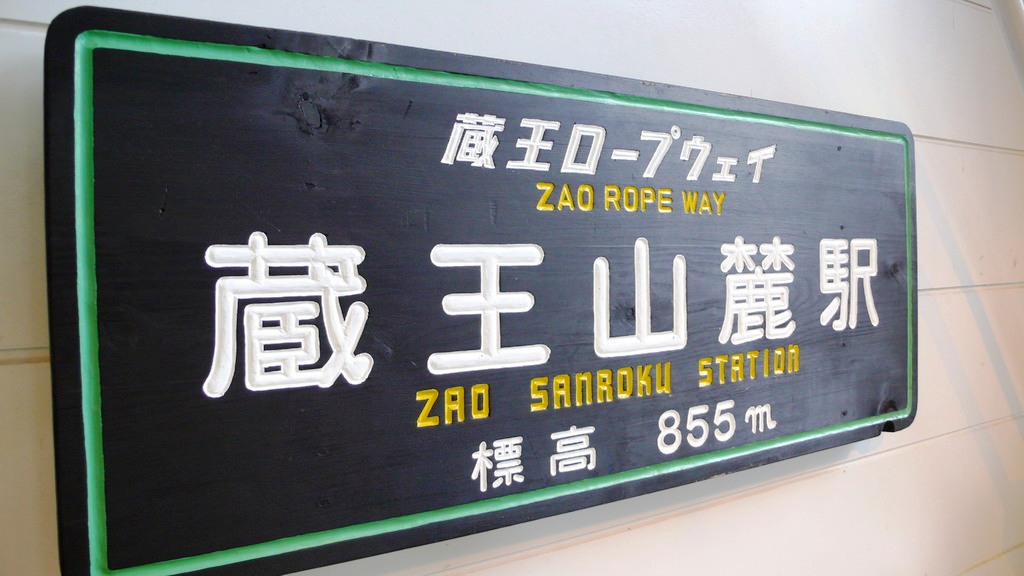 蔵王ロープウェイ
ZAO ROPE WAY
蔵王山麓駅
ZAO SANROKU STATION
標高 855m